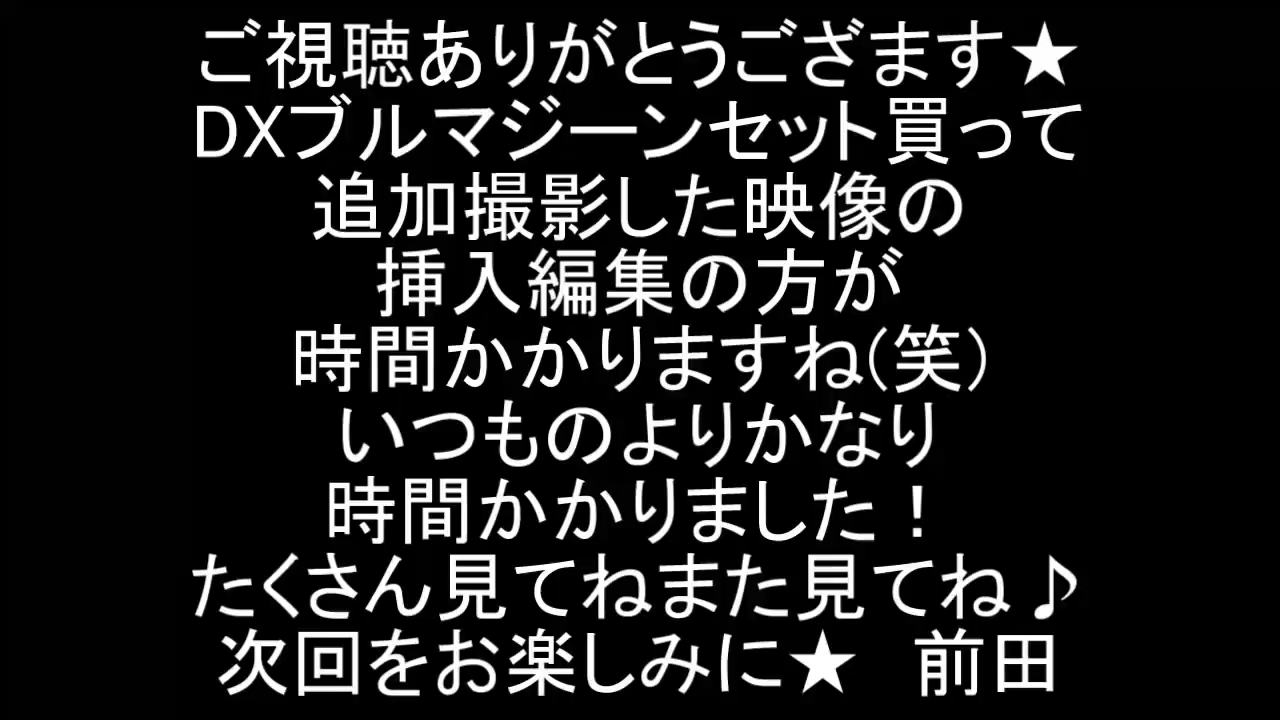 ご視聴ありがとうござます★
DXブルマジーンセット買って
追加撮影した映像の
挿入編集の方が
時間かかりますね(笑)
いつものよりかなり
時間かかりました！
たくさん見てねまた見てね♪
次回をお楽しみに★　前田